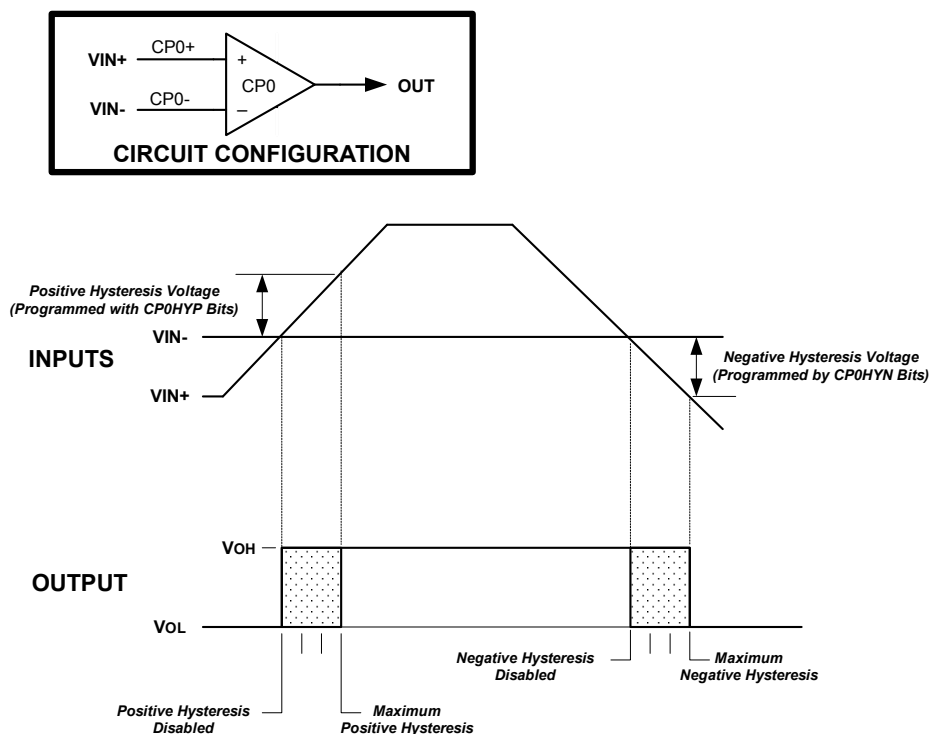 VIN+
CP0+
+
CP0
OUT
VIN-
CP0-
–
CIRCUIT CONFIGURATION
Positive Hysteresis Voltage
(Programmed with CP0HYP Bits)
VIN-
INPUTS
Negative Hysteresis Voltage
(Programmed by CP0HYN Bits)
VIN+
VOH
OUTPUT
VOL
Negative Hysteresis
Disabled
Maximum
Negative Hysteresis
Positive Hysteresis
Disabled
Maximum
Positive Hysteresis